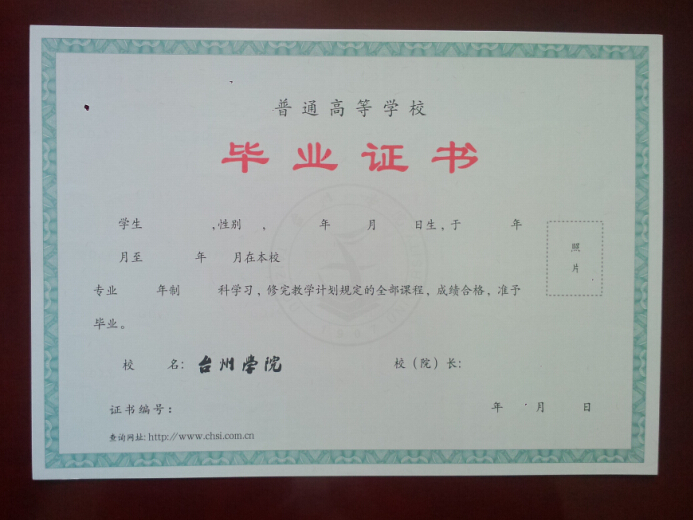 普通高等学校
毕业证书
学生 ,性别 , 年 月 日生，于 年
月至 年 月在本校
专业 年制 科学习，修完教学计划规定的全部课程，成绩合格，准予
毕业。
照
片
校 名: 台州学院 校（院）长:
证书编号: 年 月 日
查询网址: http://www.chsi.com.cn